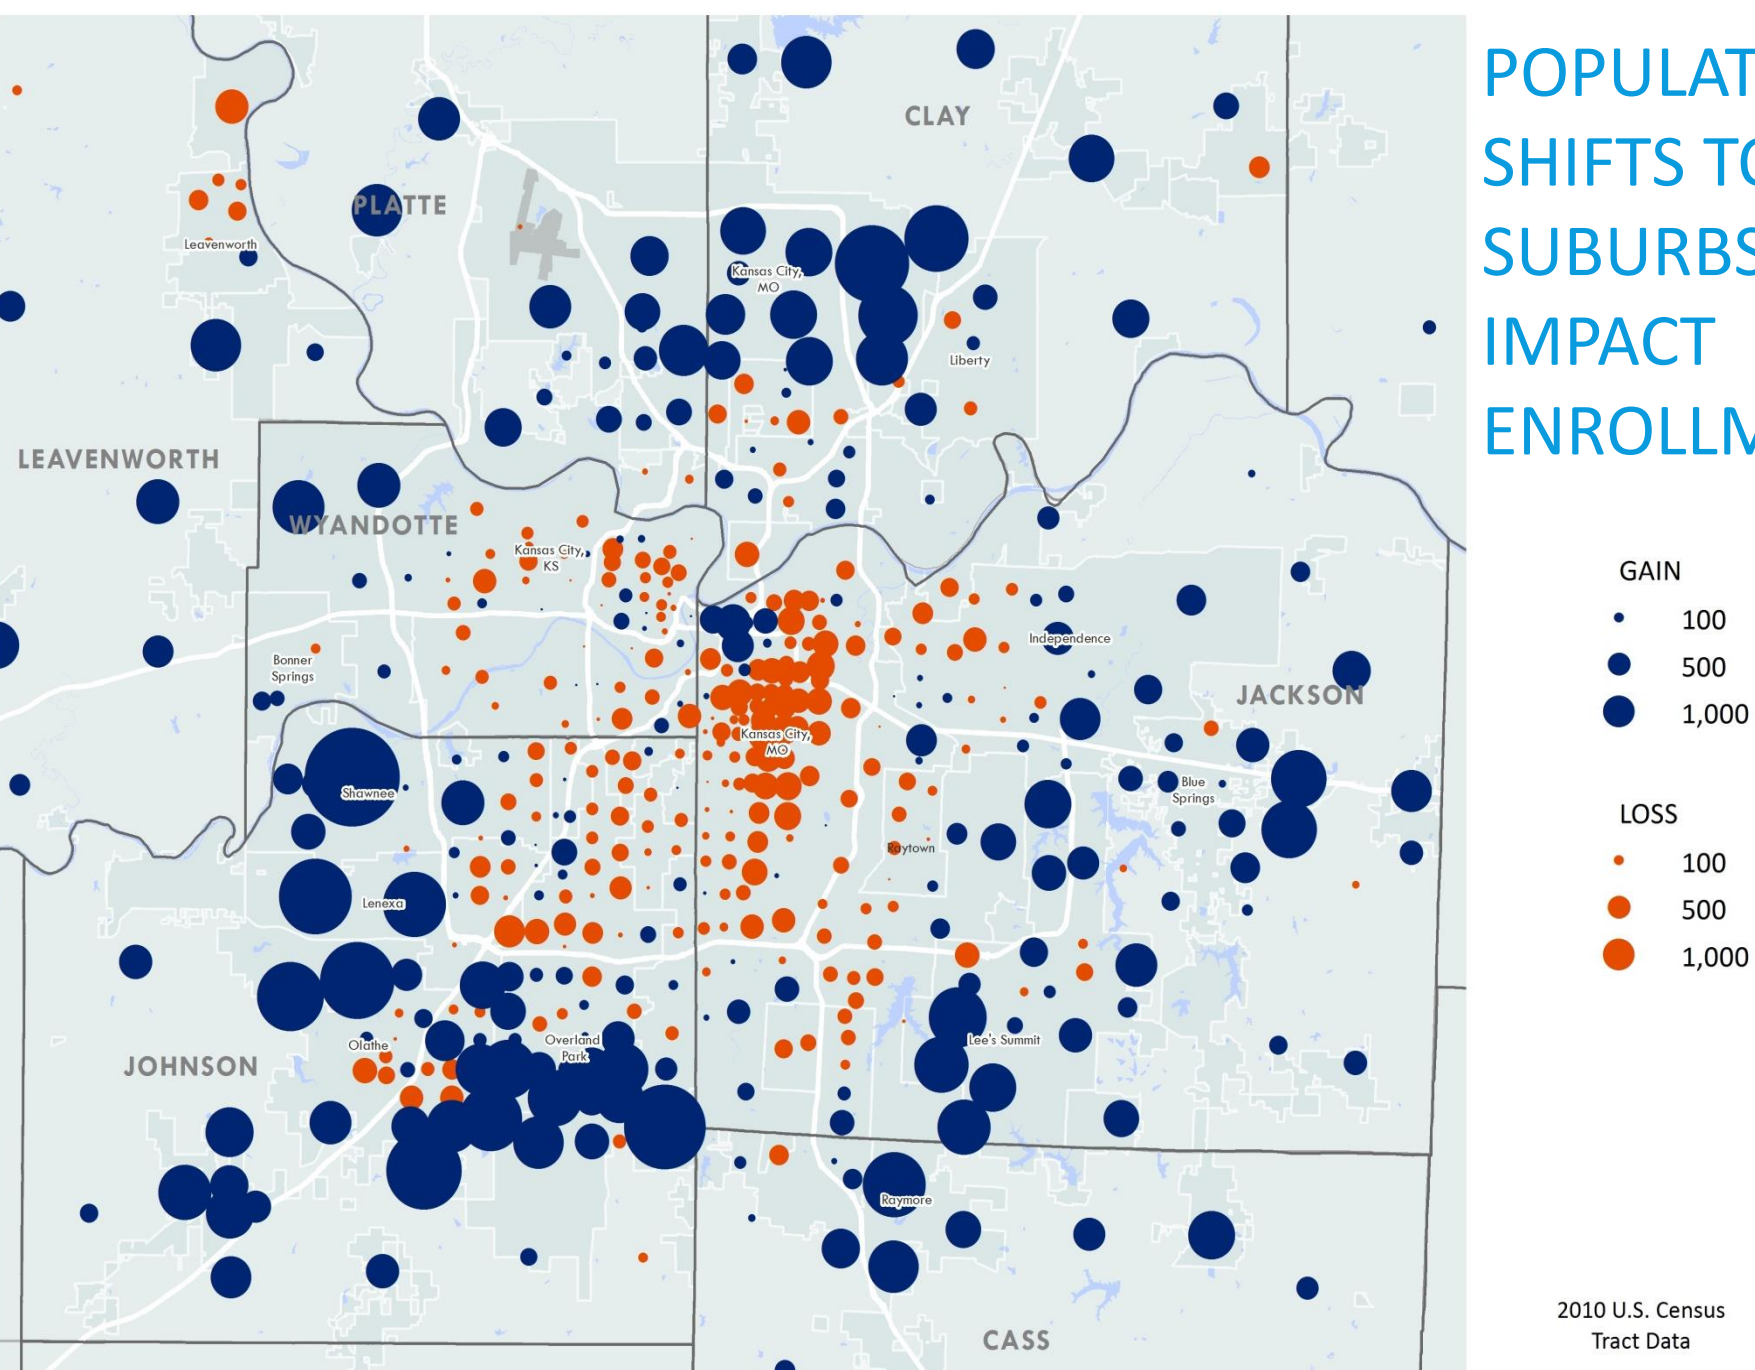 POPULAT
SHIFTS TO
SUBURBS
IMPACT
ENROLLM
CLAY
PLATTE
Leavenworth
Kansas City,
MO
Liberty
LEAVENWORTH
WYANDOTTE
Kansas City,
KS
Independence
Bonner
Springs
JACKSON
Kansas City,
MO
Shawnee
Blue
Springs
Raytown
Lenexa
Olathe
Overland
Park
Lee's Summit
JOHNSON
Raymore
CASS
GAIN
100
500
1,000
LOSS
100
500
1,000
2010 U.S. Census
Tract Data